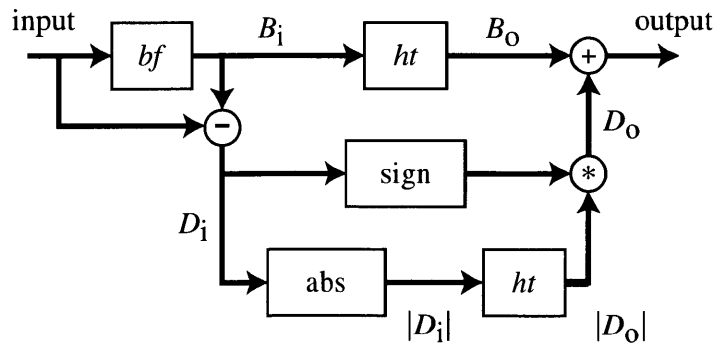 input
output
bf
B_i
ht
B_o
+
−
D_o
sign
*
D_i
abs
ht
|D_i|
|D_o|